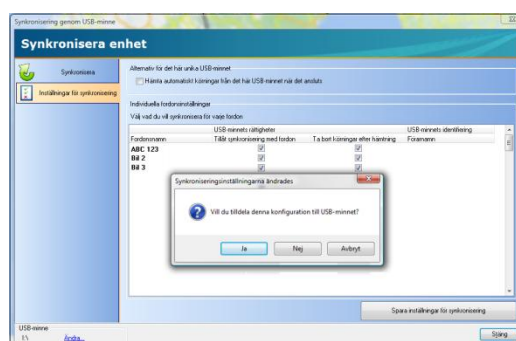 Synkronisering genom USB-minne
Synkronisera enhet
Synkronisera
Inställningar för synkronisering
Alternativ för det här unika USB-minnet
Hämta automatiskt körningar från det här USB-minnet när det ansluts
Individuella fordonsinställningar
Välj vad du vill synkronisera för varje fordon
USB-minnets rättigheter USB-minnets identifiering
Fordonsnamn Tillåt synkronisering med fordon Ta bort körningar efter hämtning Förarnamn
ABC 123
Bil 2
Bil 3
Synkroniseringsinställningarna ändrades
Vill du tilldela denna konfiguration till USB-minnet?
Ja Nej Avbryt
Spara inställningar för synkronisering
USB-minne
I:\ Ändra...
Stäng